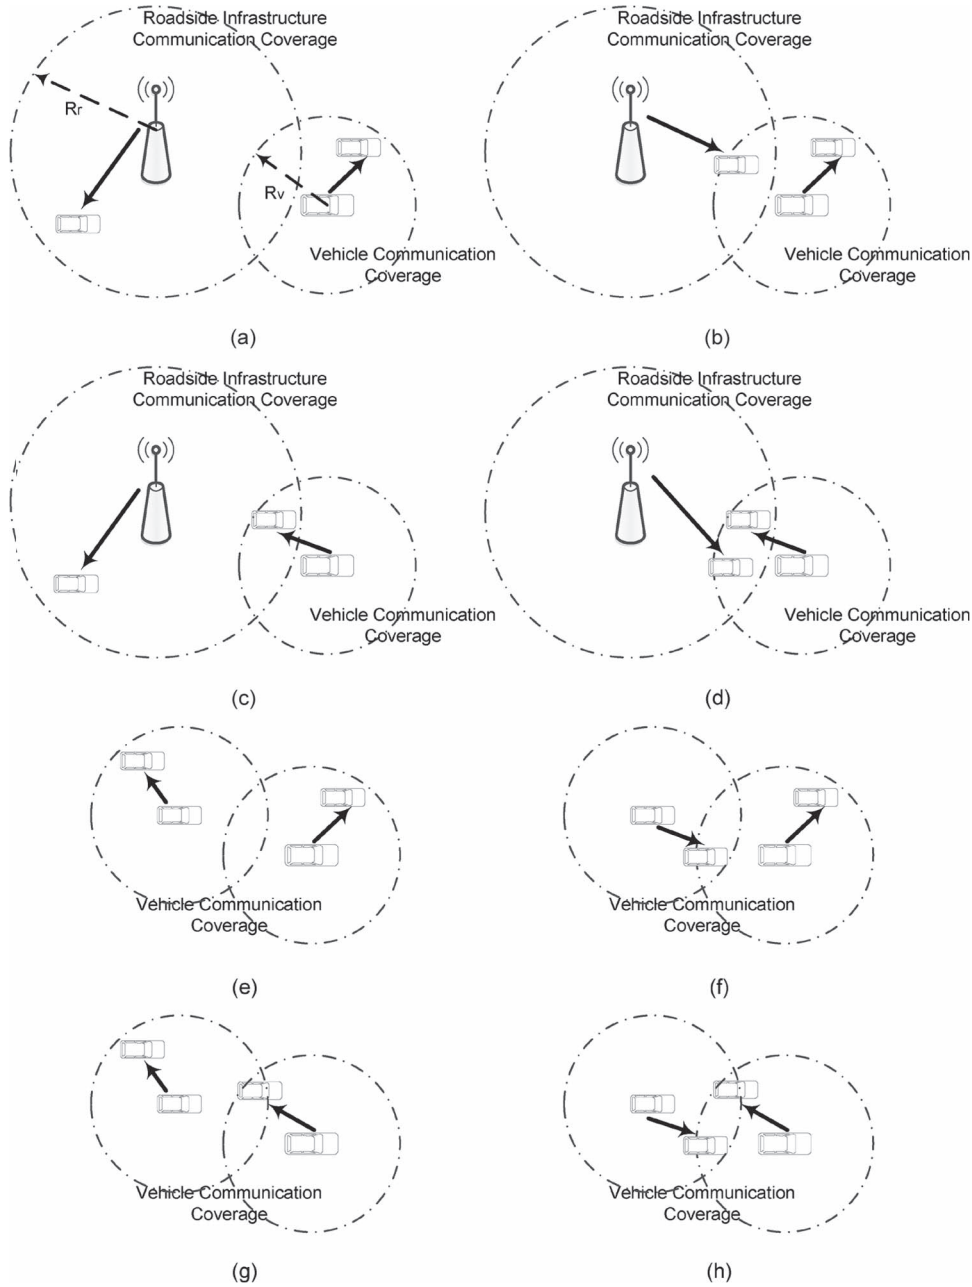 Roadside Infrastructure
Communication Coverage
Rr
Rv
Vehicle Communication
Coverage
(a)
Roadside Infrastructure
Communication Coverage
Vehicle Communication
Coverage
(b)
Roadside Infrastructure
Communication Coverage
Vehicle Communication
Coverage
(c)
Roadside Infrastructure
Communication Coverage
Vehicle Communication
Coverage
(d)
Vehicle Communication
Coverage
(e)
Vehicle Communication
Coverage
(f)
Vehicle Communication
Coverage
(g)
Vehicle Communication
Coverage
(h)